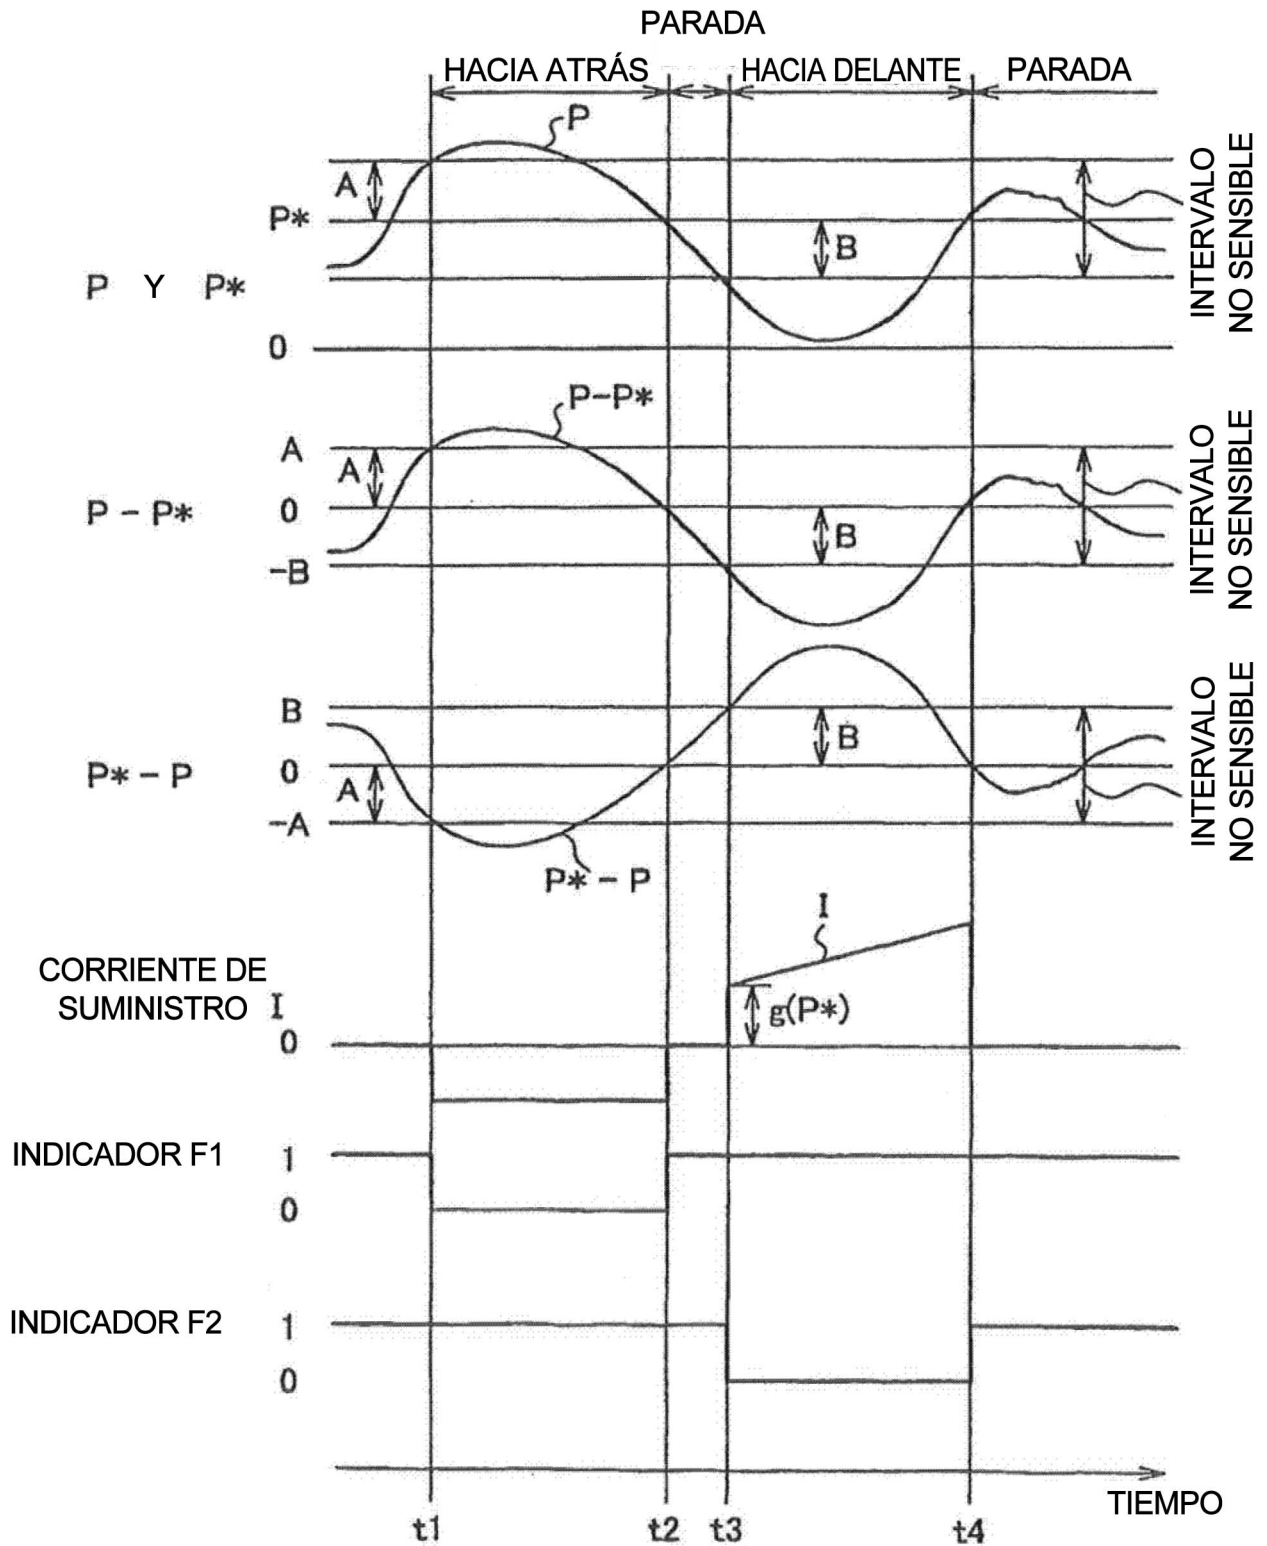 PARADA
HACIA ATRÁS
HACIA DELANTE
PARADA
P
A
P*
B
P Y P*
0
INTERVALO
NO SENSIBLE
P-P*
A
A
0
P - P*
B
-B
INTERVALO
NO SENSIBLE
B
B
P* - P
0
A
-A
P* - P
INTERVALO
NO SENSIBLE
I
CORRIENTE DE
SUMINISTRO I
g(P*)
0
INDICADOR F1
1
0
INDICADOR F2
1
0
TIEMPO
t1
t2
t3
t4